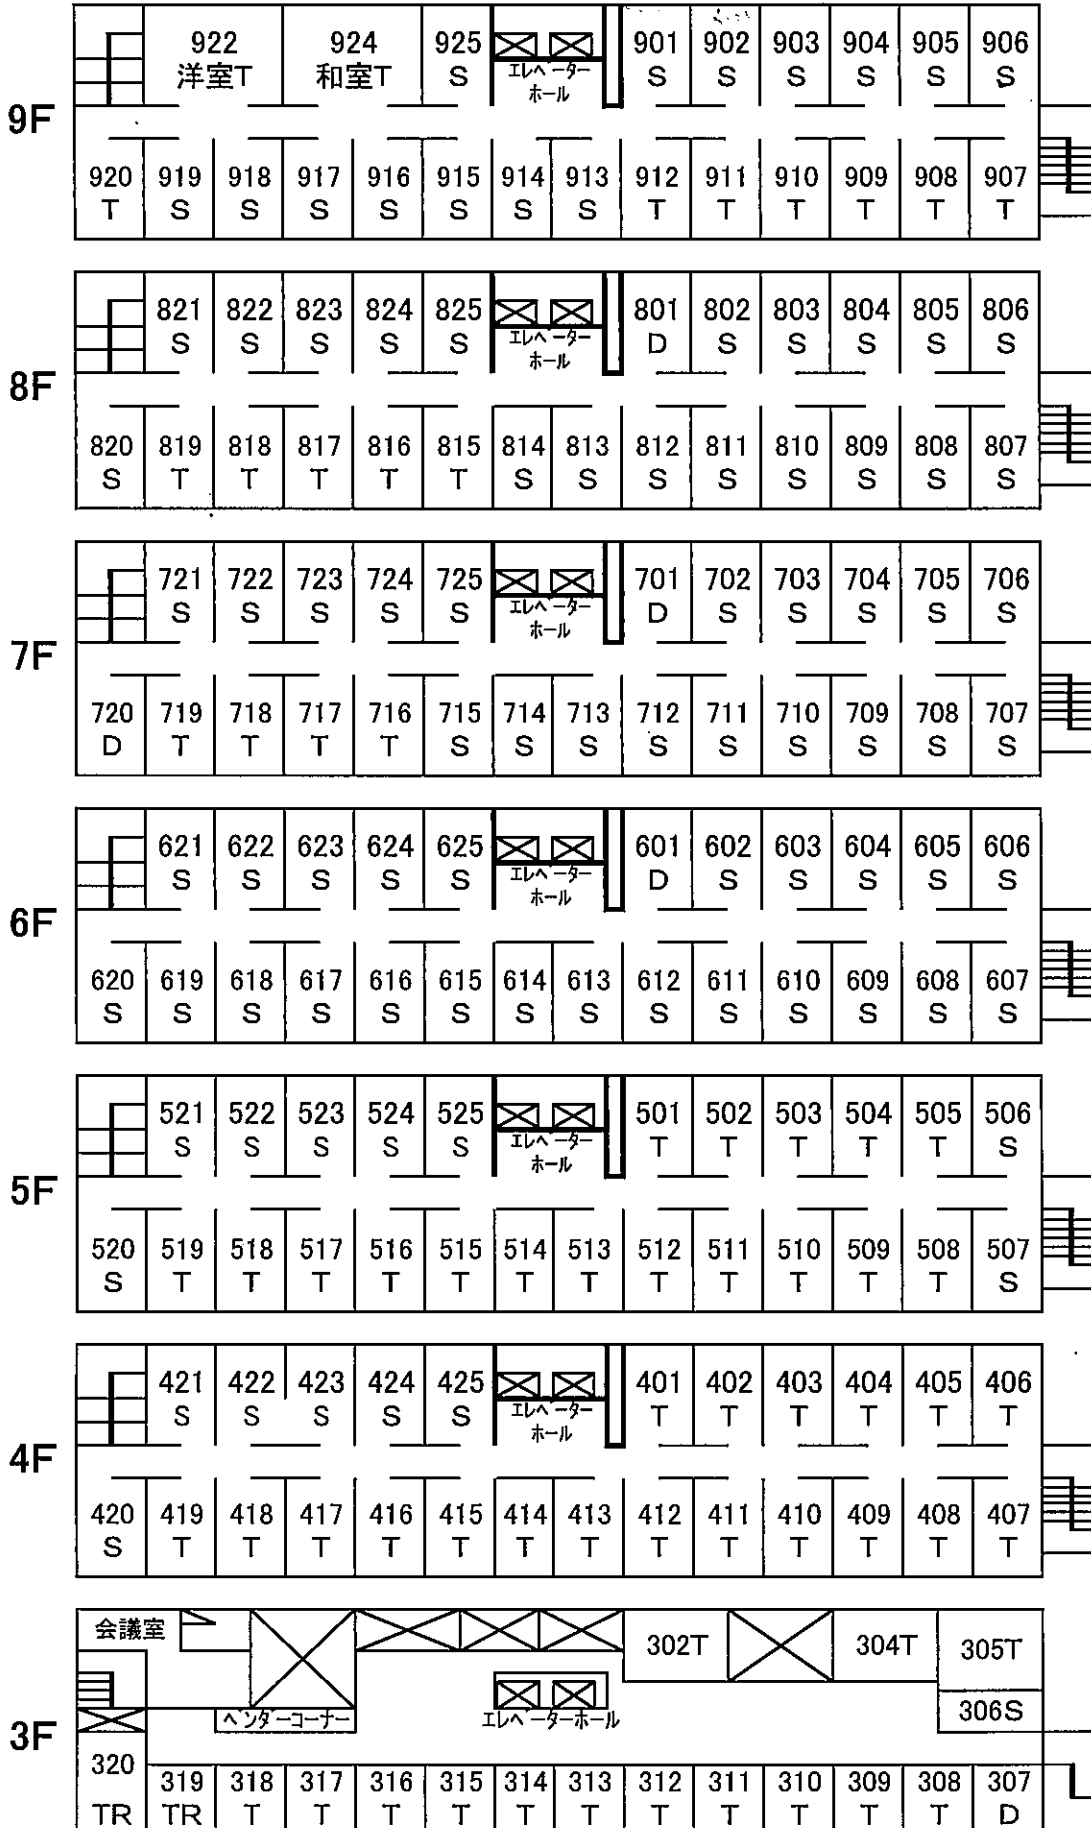 922 924 925 901 902 903 904 905 906
洋室T 和室T S エレベーター S S S S S S
ホール
9F
920 919 918 917 916 915 914 913 912 911 910 909 908 907
T S S S S S S S T T T T T T
821 822 823 824 825 801 802 803 804 805 806
S S S S S エレベーター D S S S S S
ホール
8F
820 819 818 817 816 815 814 813 812 811 810 809 808 807
S T T T T T S S S S S S S S
721 722 723 724 725 701 702 703 704 705 706
S S S S S エレベーター D S S S S S
ホール
7F
720 719 718 717 716 715 714 713 712 711 710 709 708 707
D T T T T S S S S S S S S S
621 622 623 624 625 601 602 603 604 605 606
S S S S S エレベーター D S S S S S
ホール
6F
620 619 618 617 616 615 614 613 612 611 610 609 608 607
S S S S S S S S S S S S S S
521 522 523 524 525 501 502 503 504 505 506
S S S S S エレベーター T T T T T S
ホール
5F
520 519 518 517 516 515 514 513 512 511 510 509 508 507
S T T T T T T T T T T T T S
421 422 423 424 425 401 402 403 404 405 406
S S S S S エレベーター T T T T T T
ホール
4F
420 419 418 417 416 415 414 413 412 411 410 409 408 407
S T T T T T T T T T T T T T
会議室 302T 304T 305T
ベンダーコーナー エレベーターホール 306S
3F
320 319 318 317 316 315 314 313 312 311 310 309 308 307
TR TR T T T T T T T T T T T D